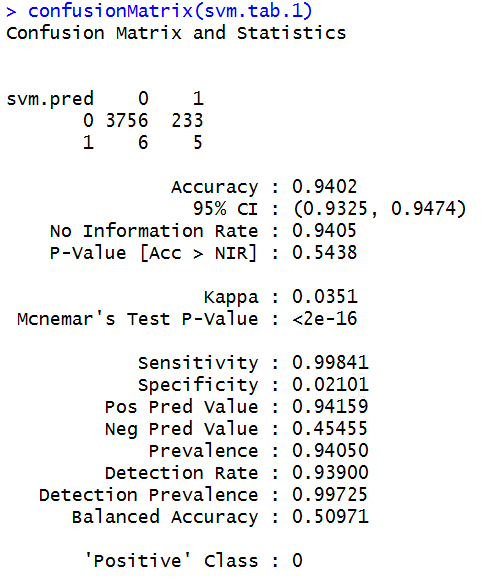 > confusionMatrix(svm.tab.1)
Confusion Matrix and Statistics
svm.pred    0    1
       0 3756  233
       1    6    5
Accuracy : 0.9402
95% CI : (0.9325, 0.9474)
No Information Rate : 0.9405
P-Value [Acc > NIR] : 0.5438
Kappa : 0.0351
Mcnemar's Test P-Value : <2e-16
Sensitivity : 0.99841
Specificity : 0.02101
Pos Pred Value : 0.94159
Neg Pred Value : 0.45455
Prevalence : 0.94050
Detection Rate : 0.93900
Detection Prevalence : 0.99725
Balanced Accuracy : 0.50971
'Positive' Class : 0